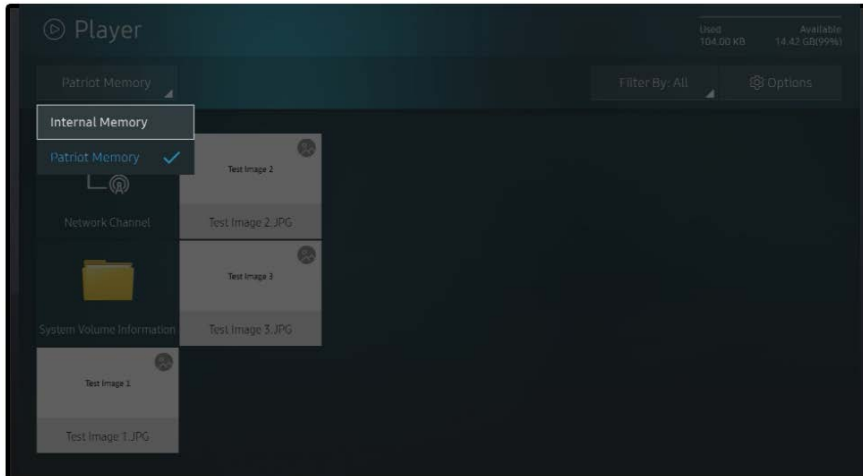 Player
Used
104.00 KB
Available
14.42 GB(99%)
Patriot Memory
Filter By: All
Options
Internal Memory
Patriot Memory
Network Channel
Test Image 2
Test Image 2.JPG
System Volume Information
Test Image 3
Test Image 3.JPG
Test Image 1
Test Image 1.JPG